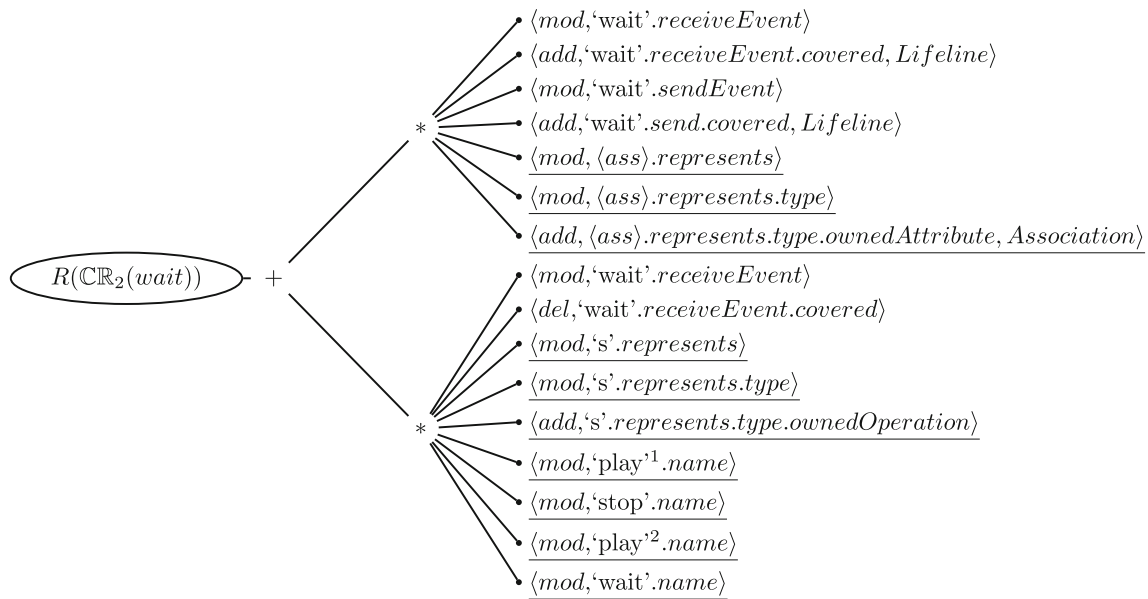 ⟨mod,‘wait’.receiveEvent⟩
⟨add,‘wait’.receiveEvent.covered, Lifeline⟩
⟨mod,‘wait’.sendEvent⟩
∗
⟨add,‘wait’.send.covered, Lifeline⟩
⟨mod, ⟨ass⟩.represents⟩
⟨mod, ⟨ass⟩.represents.type⟩
⟨add, ⟨ass⟩.represents.type.ownedAttribute, Association⟩
R(ℂℝ₂(wait)) +
⟨mod,‘wait’.receiveEvent⟩
⟨del,‘wait’.receiveEvent.covered⟩
⟨mod,‘s’.represents⟩
⟨mod,‘s’.represents.type⟩
∗
⟨add,‘s’.represents.type.ownedOperation⟩
⟨mod,‘play’¹.name⟩
⟨mod,‘stop’.name⟩
⟨mod,‘play’².name⟩
⟨mod,‘wait’.name⟩